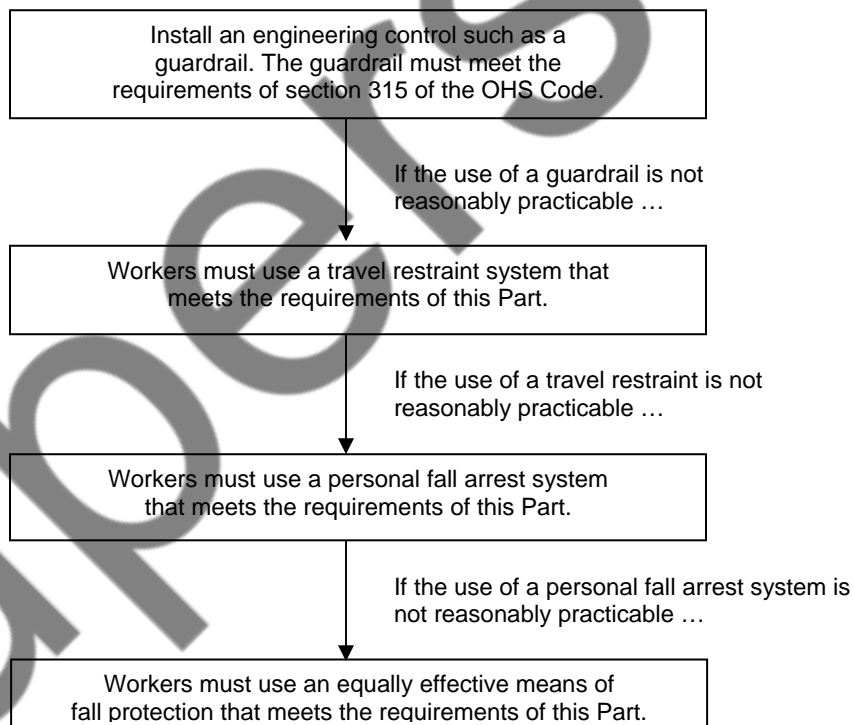 Install an engineering control such as a
guardrail. The guardrail must meet the
requirements of section 315 of the OHS Code.
If the use of a guardrail is not
reasonably practicable …
Workers must use a travel restraint system that
meets the requirements of this Part.
If the use of a travel restraint is not
reasonably practicable …
Workers must use a personal fall arrest system
that meets the requirements of this Part.
If the use of a personal fall arrest system is
not reasonably practicable …
Workers must use an equally effective means of
fall protection that meets the requirements of this Part.